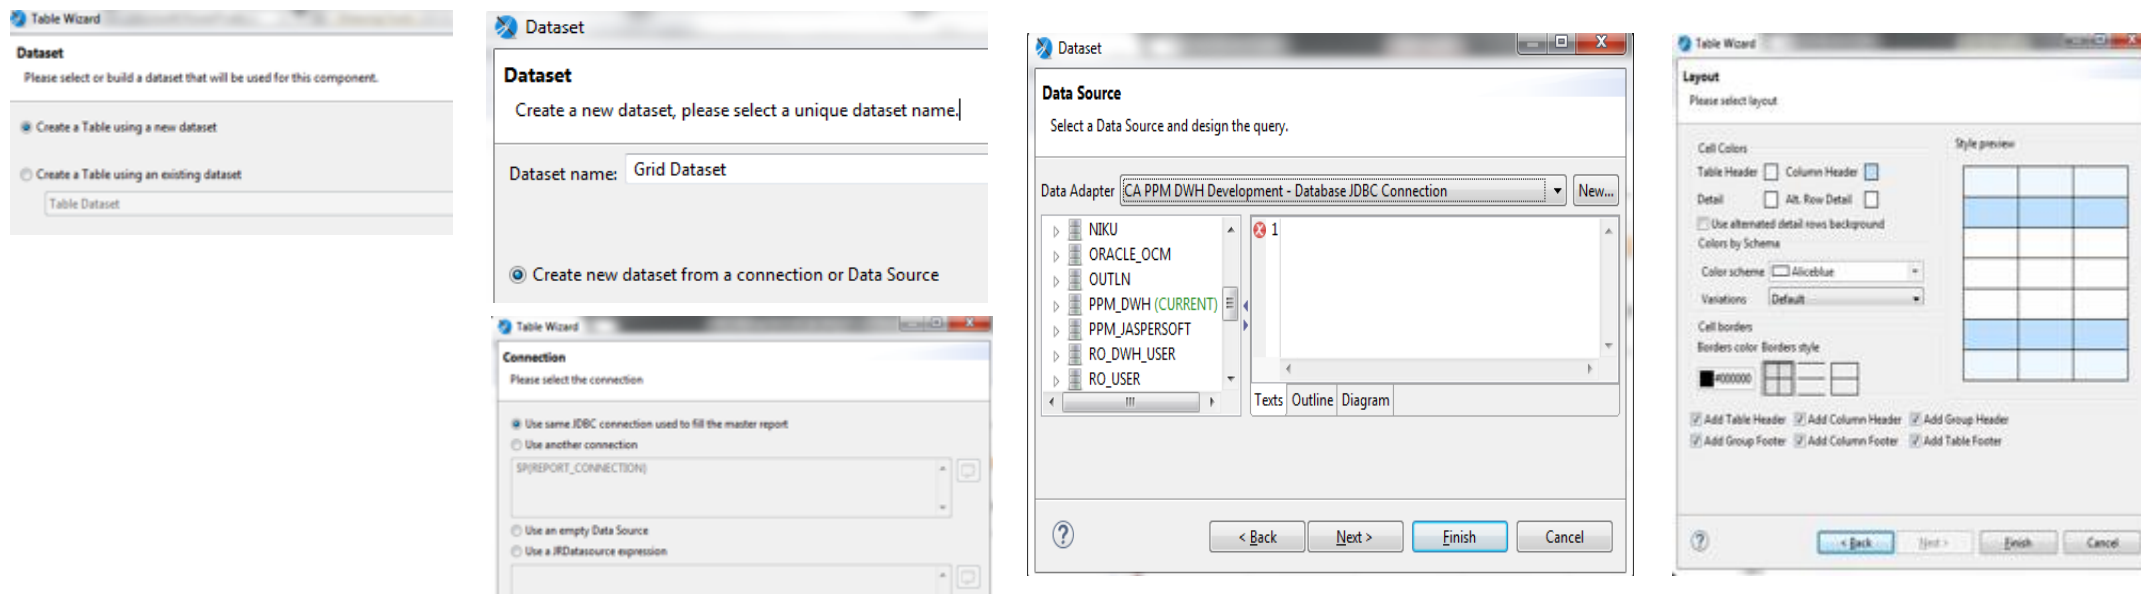 Table Wizard
Dataset
Please select or build a dataset that will be used for this component.
Create a Table using a new dataset
Create a Table using an existing dataset
Table Dataset
Dataset
Dataset
Create a new dataset, please select a unique dataset name.
Dataset name: Grid Dataset
Create new dataset from a connection or Data Source
Table Wizard
Connection
Please select the connection
Use same JDBC connection used to fill the master report
Use another connection
$P{REPORT_CONNECTION}
Use an empty Data Source
Use a JRDatasource expression
Dataset
X
Data Source
Select a Data Source and design the query.
Data Adapter CA PPM DWH Development - Database JDBC Connection New...
NIKU
ORACLE_OCM
OUTLN
PPM_DWH (CURRENT)
PPM_JASPERSOFT
RO_DWH_USER
RO_USER
1
Texts Outline Diagram
? < Back Next > Finish Cancel
Table Wizard
Layout
Please select layout
Cell Colors
Table Header Column Header
Detail Alt. Row Detail
Use alternated detail rows background
Colors by Schema
Color scheme Aliceblue
Variations Default
Cell borders
Borders color Borders style
#000000
Style preview
Add Table Header Add Column Header Add Group Header
Add Group Footer Add Column Footer Add Table Footer
? < Back Next > Finish Cancel